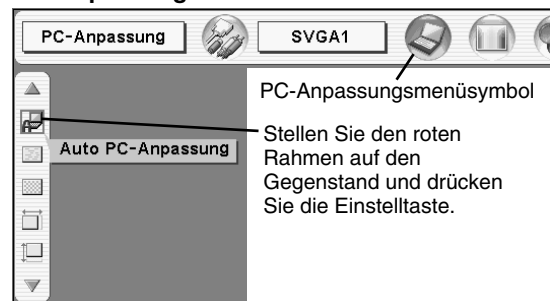 PC-Anpassung
SVGA1
PC-Anpassungsmenüsymbol
Auto PC-Anpassung
Stellen Sie den roten
Rahmen auf den
Gegenstand und drücken
Sie die Einstelltaste.